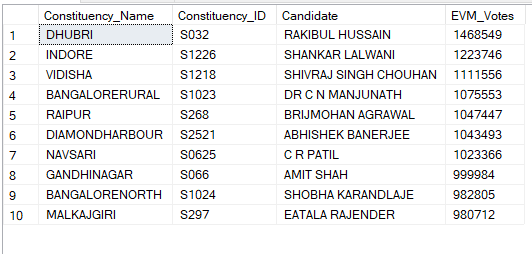 Constituency_Name Constituency_ID Candidate EVM_Votes
1 DHUBRI S032 RAKIBUL HUSSAIN 1468549
2 INDORE S1226 SHANKAR LALWANI 1223746
3 VIDISHA S1218 SHIVRAJ SINGH CHOUHAN 1111556
4 BANGALORERURAL S1023 DR C N MANJUNATH 1075553
5 RAIPUR S268 BRIJMOHAN AGRAWAL 1047447
6 DIAMONDHARBOUR S2521 ABHISHEK BANERJEE 1043493
7 NAVSARI S0625 C R PATIL 1023366
8 GANDHINAGAR S066 AMIT SHAH 999984
9 BANGALORENORTH S1024 SHOBHA KARANDLAJE 982805
10 MALKAJGIRI S297 EATALA RAJENDER 980712